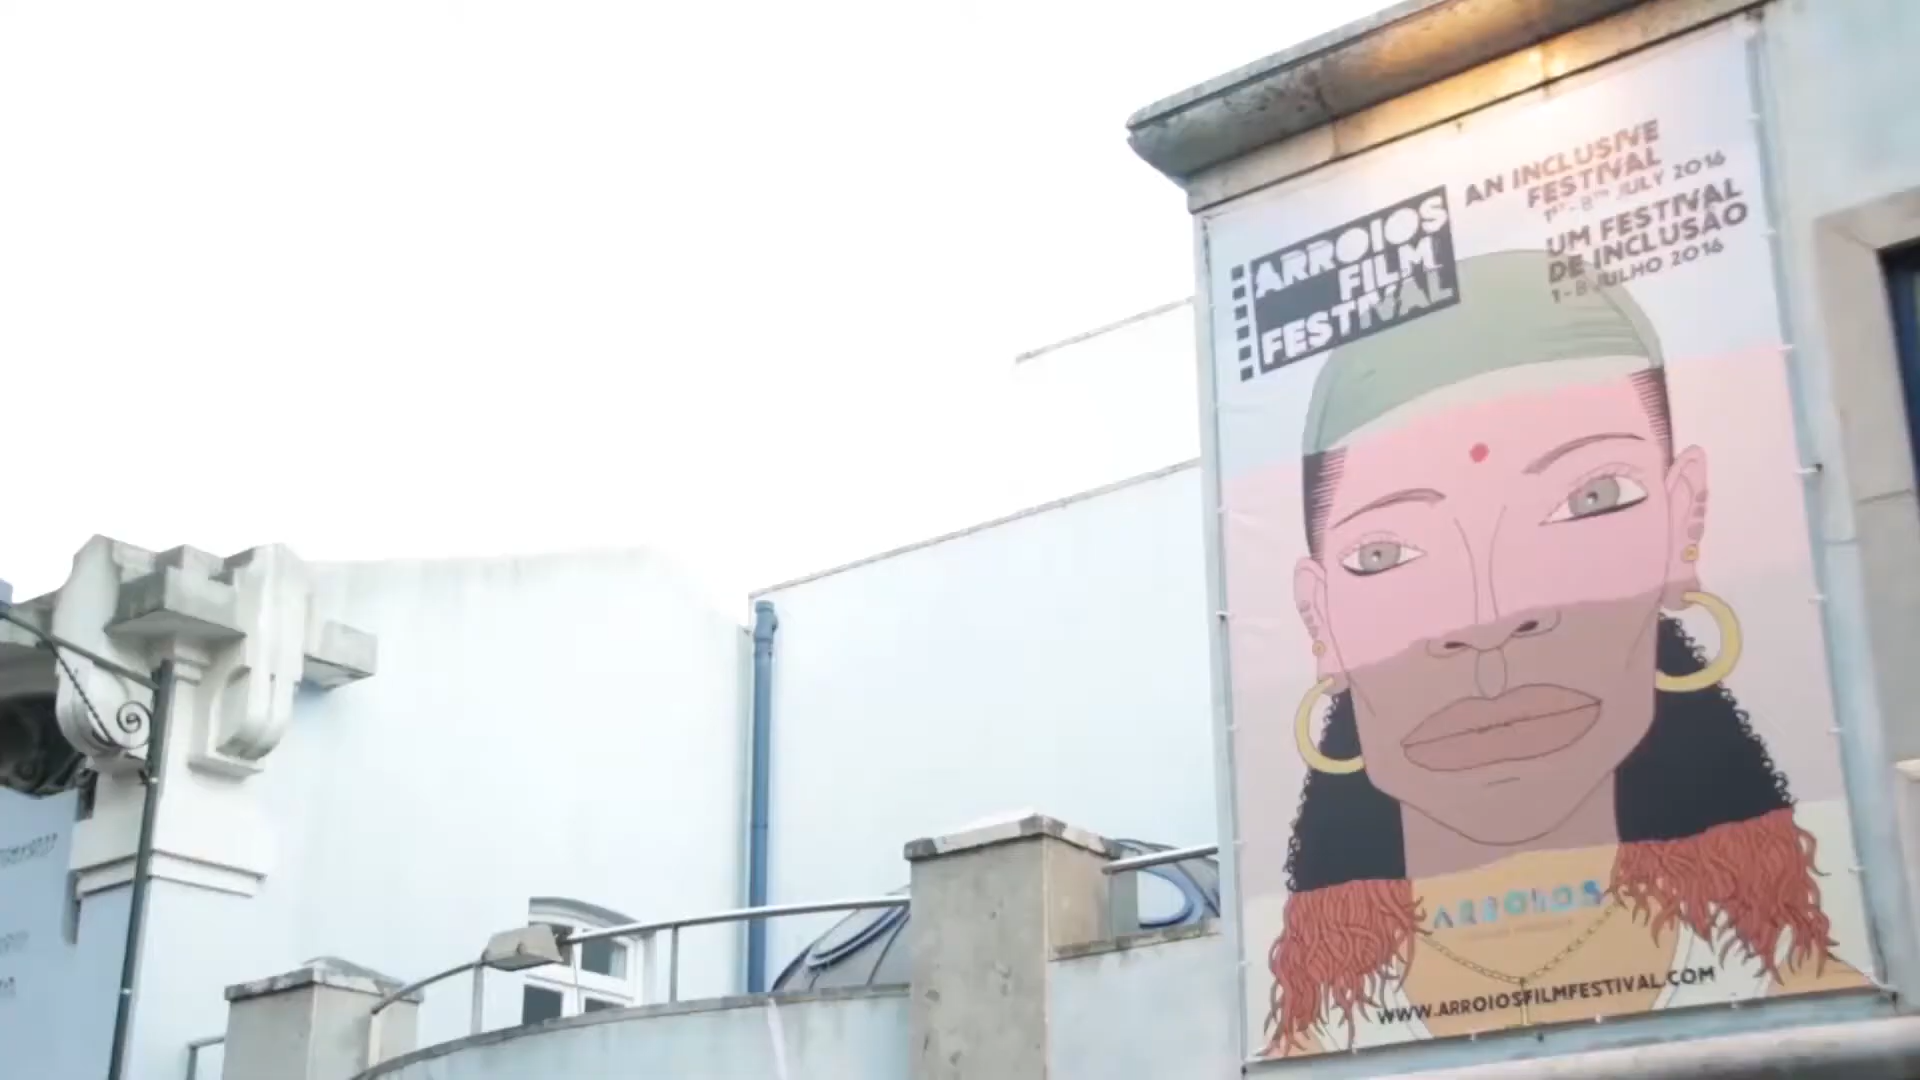 ARROIOS
FILM
FESTIVAL
AN INCLUSIVE
FESTIVAL
1ST - 8TH JULY 2016
UM FESTIVAL
DE INCLUSÃO
1 - 8 JULHO 2016
ARROIOS
WWW.ARROIOSFILMFESTIVAL.COM